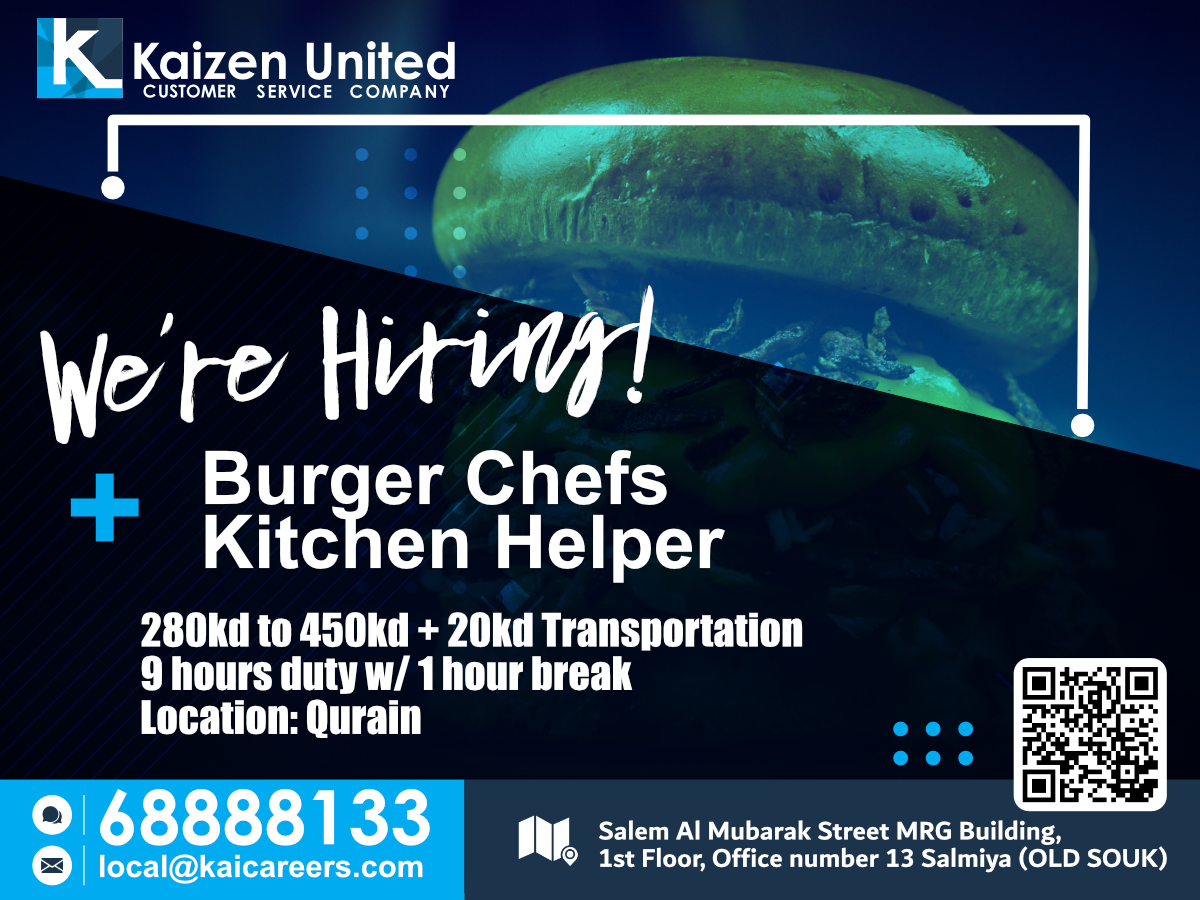 Kaizen United
CUSTOMER SERVICE COMPANY
We're Hiring!
Burger Chefs
Kitchen Helper
280kd to 450kd + 20kd Transportation
9 hours duty w/ 1 hour break
Location: Qurain
68888133
local@kaicareers.com
Salem Al Mubarak Street MRG Building,
1st Floor, Office number 13 Salmiya (OLD SOUK)